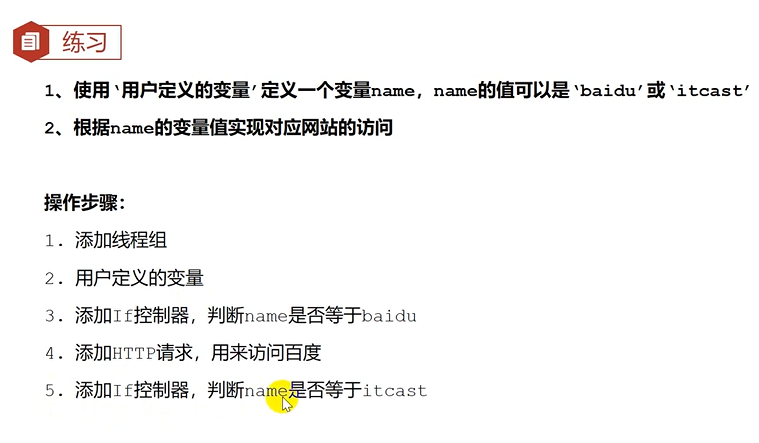 练习
1、使用‘用户定义的变量’定义一个变量name，name的值可以是‘baidu’或‘itcast’
2、根据name的变量值实现对应网站的访问
操作步骤：
1. 添加线程组
2. 用户定义的变量
3. 添加If控制器，判断name是否等于baidu
4. 添加HTTP请求，用来访问百度
5. 添加If控制器，判断name是否等于itcast